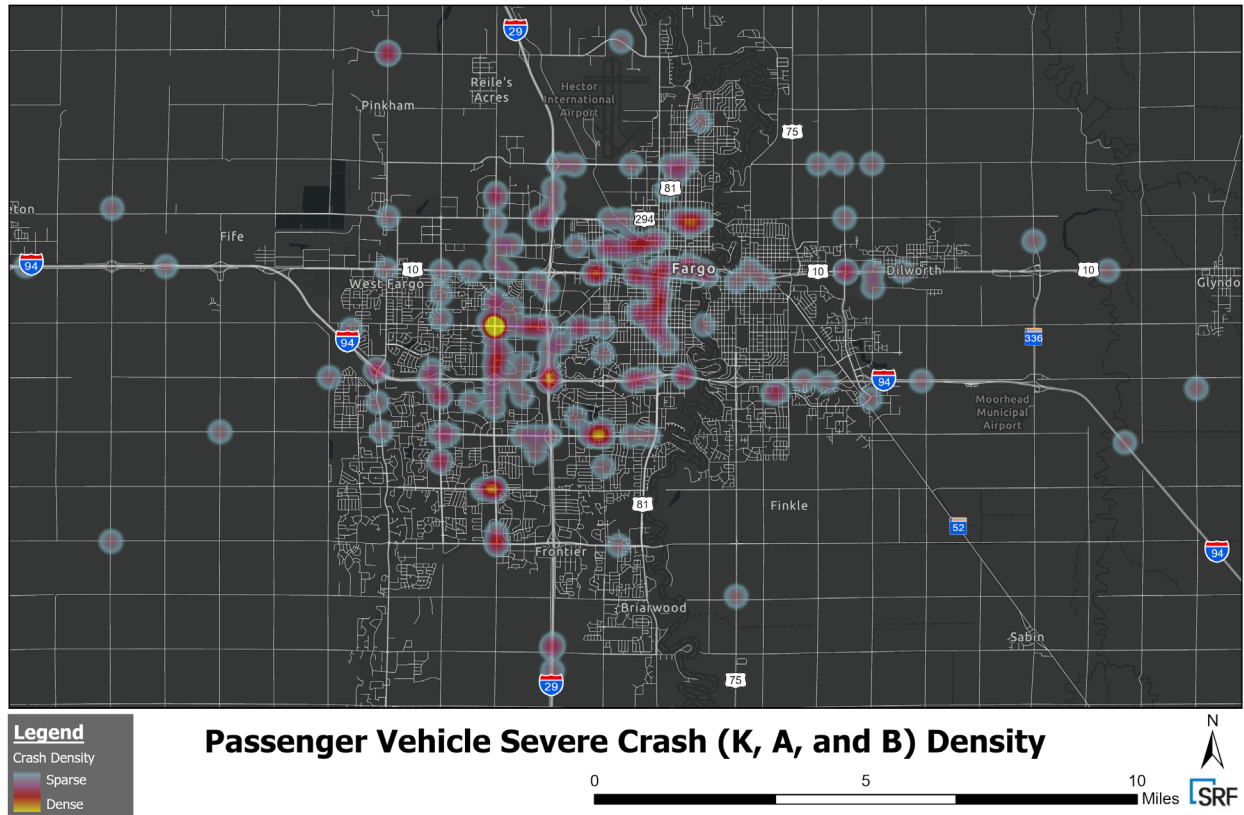 29
Reile's
Acres
Hector
International
Airport
Pinkham
75
81
eton
294
Fife
94
10
Fargo
10
Dilworth
10
West Fargo
Glyndo
94
336
94
Moorhead
Municipal
Airport
81
Finkle
52
Frontier
94
Briarwood
Sabin
29
75
Legend
Crash Density
Sparse
Dense
Passenger Vehicle Severe Crash (K, A, and B) Density
N
0
5
10
Miles
SRF